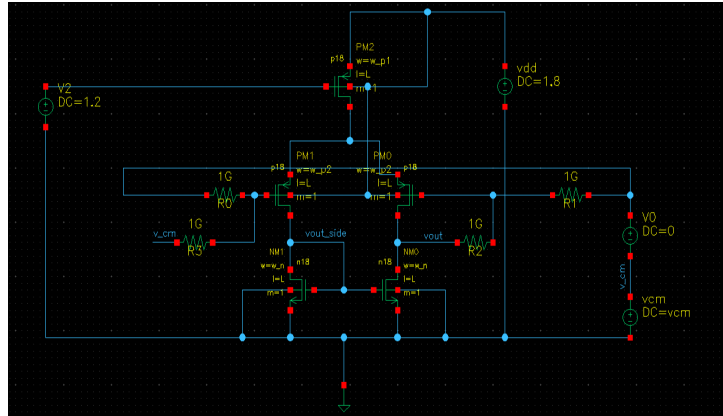 PM2
p18
w=w_p1
l=L
m=1
V2
DC=1.2
vdd
DC=1.8
PM1
p18
w=w_p2
l=L
m=1
PM0
p18
w=w_p2
l=L
m=1
1G
R0
1G
R1
v_cm
1G
R3
vout_side
vout
1G
R2
V0
DC=0
v_cm
vcm
DC=vcm
NM1
n18
w=w_n
l=L
m=1
NM0
n18
w=w_n
l=L
m=1